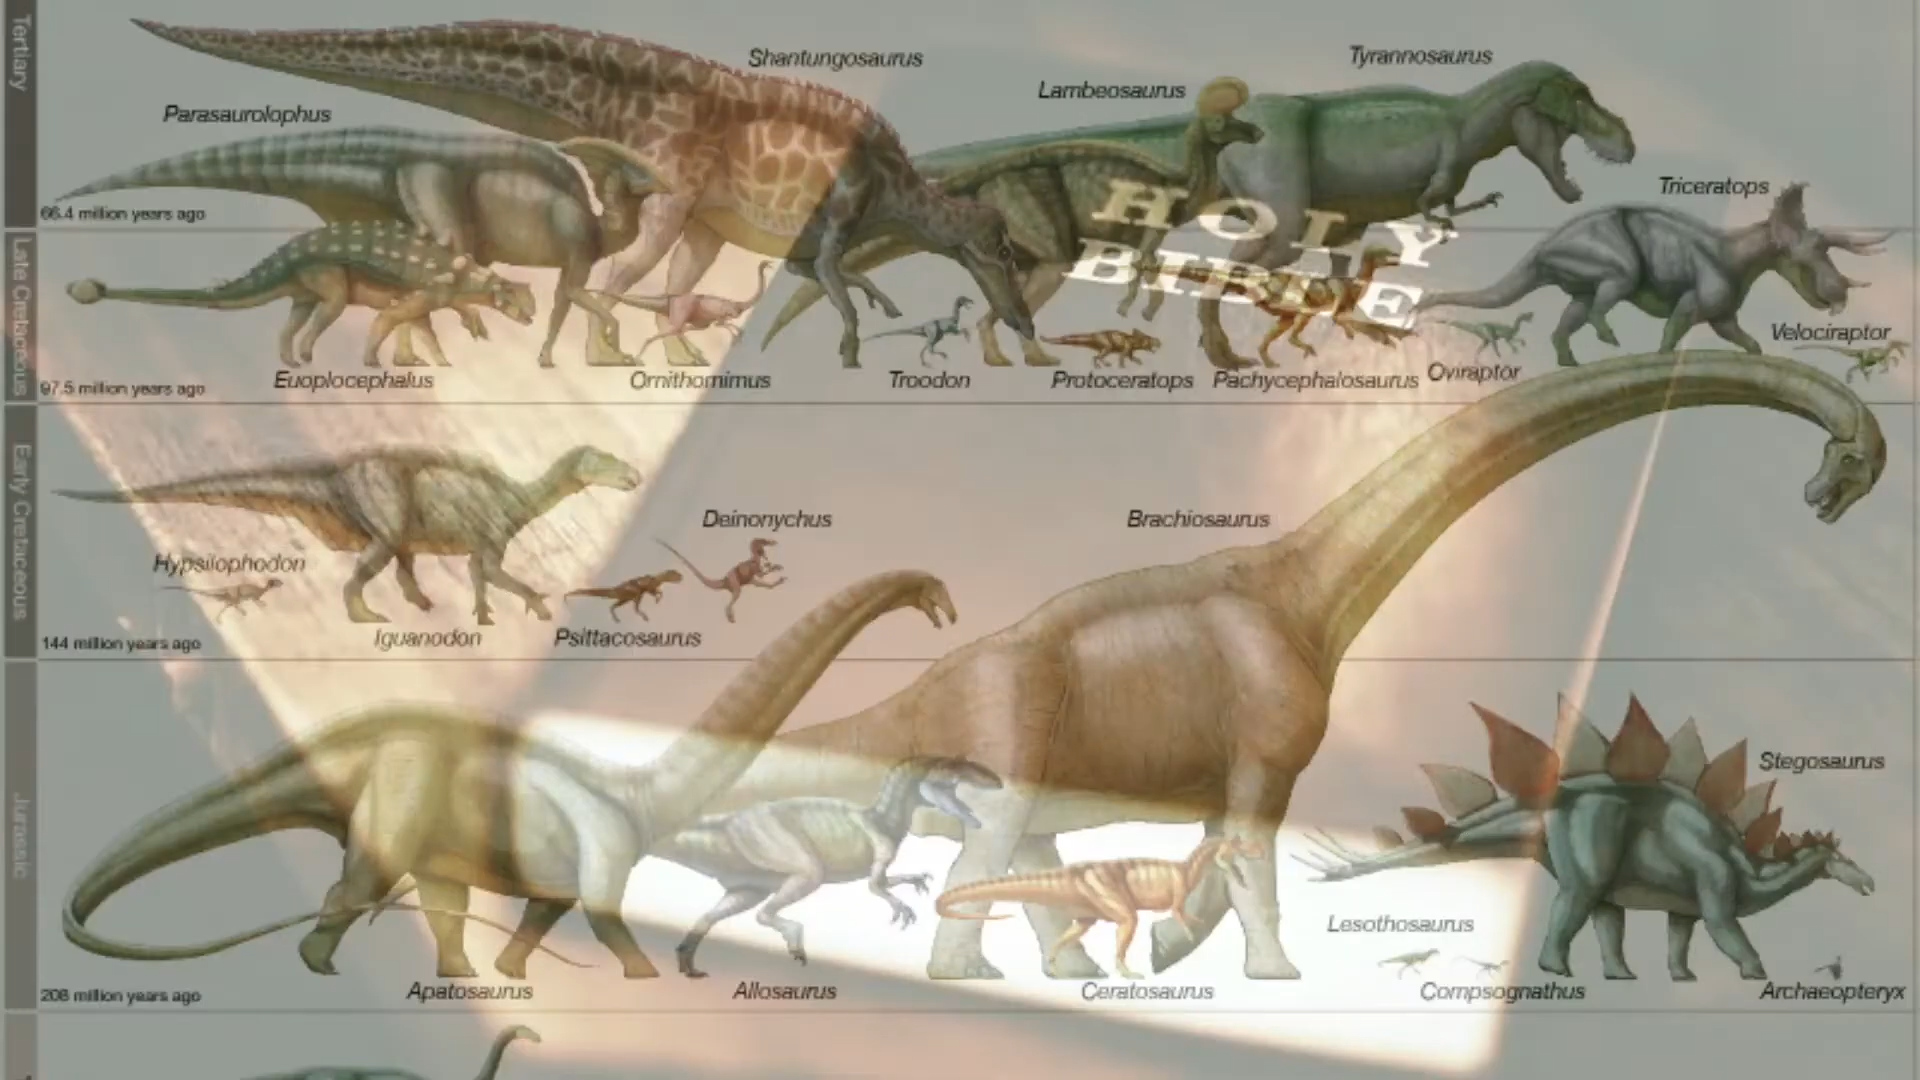 Tertiary
Shantungosaurus
Tyrannosaurus
Lambeosaurus
Parasaurolophus
Triceratops
66.4 million years ago
HOLY
BIBLE
Late Cretaceous
Velociraptor
Euoplocephalus
Ornithomimus
Troodon
Protoceratops
Pachycephalosaurus
Oviraptor
97.5 million years ago
Early Cretaceous
Deinonychus
Brachiosaurus
Hypsilophodon
Iguanodon
Psittacosaurus
144 million years ago
Jurassic
Stegosaurus
Lesothosaurus
Apatosaurus
Allosaurus
Ceratosaurus
Compsognathus
Archaeopteryx
208 million years ago